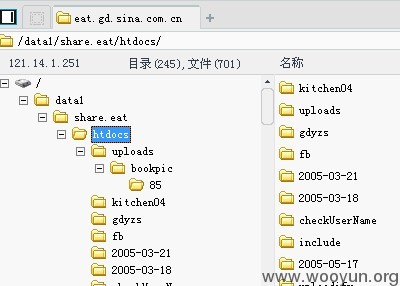 eat.gd.sina.com.cn
/data1/share.eat/htdocs/
121.14.1.251 目录(245),文件(701) 名称
/
data1
share.eat
htdocs
uploads
bookpic
85
kitchen04
gdyzs
fb
2005-03-21
2005-03-18
checkUserName
kitchen04
uploads
gdyzs
fb
2005-03-21
2005-03-18
checkUserName
include
2005-05-17
www.wooyun.org